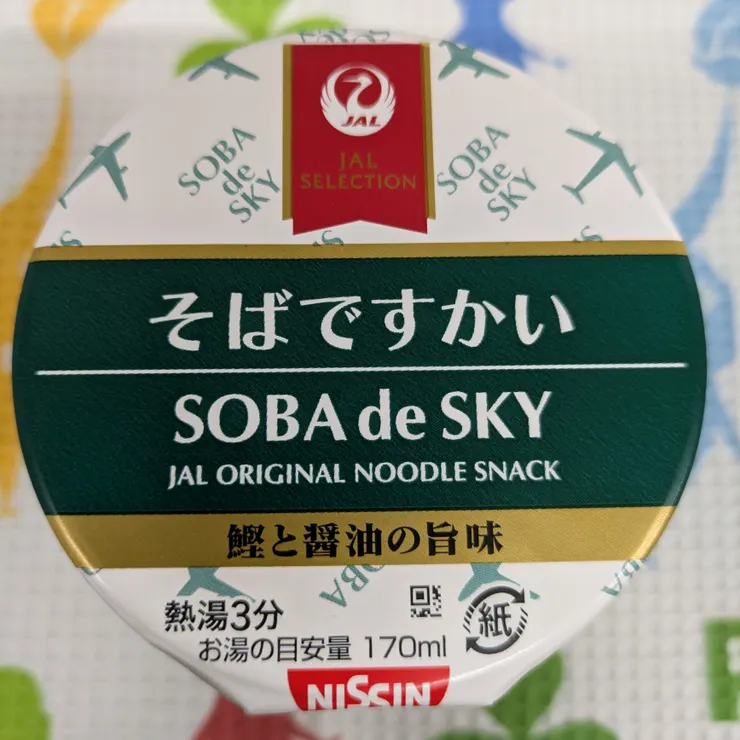 JAL
JAL
SELECTION
SOBA
de
SKY
SOBA
de
SKY
そばですかい
SOBA de SKY
JAL ORIGINAL NOODLE SNACK
鰹と醤油の旨味
OBA
熱湯3分
お湯の目安量 170ml
紙
NISSIN